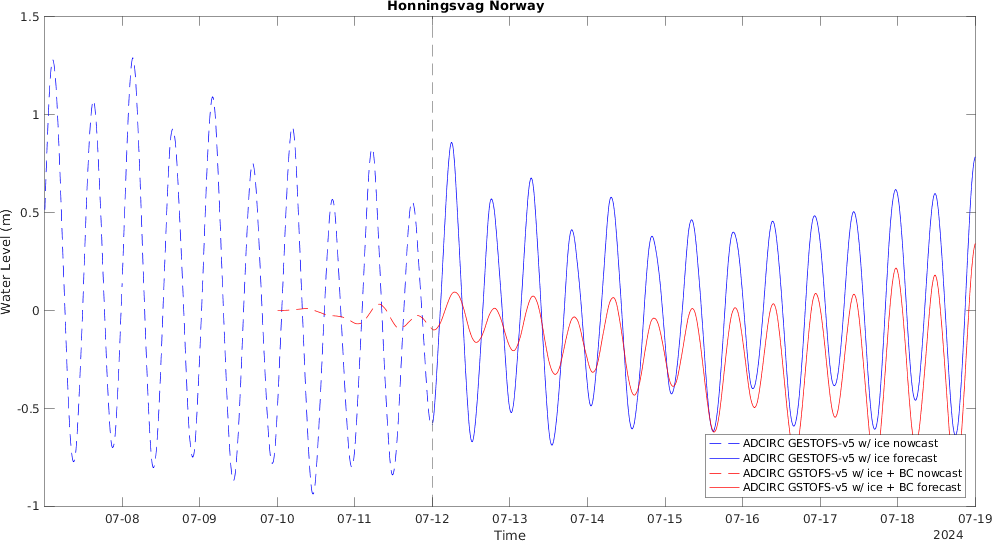 Honningsvag Norway
1.5
1
0.5
0
-0.5
-1
Water Level (m)
07-08 07-09 07-10 07-11 07-12 07-13 07-14 07-15 07-16 07-17 07-18 07-19
Time
2024
ADCIRC GESTOFS-v5 w/ ice nowcast
ADCIRC GESTOFS-v5 w/ ice forecast
ADCIRC GSTOFS-v5 w/ ice + BC nowcast
ADCIRC GSTOFS-v5 w/ ice + BC forecast